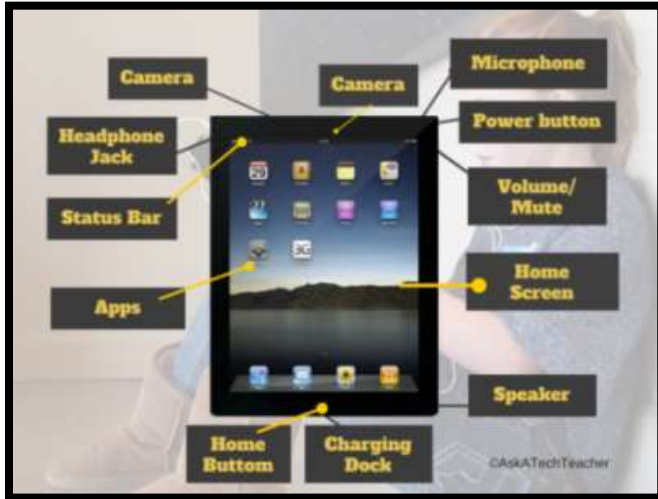 Camera
Camera
Microphone
Headphone
Jack
Power button
Status Bar
Volume/
Mute
29
Apps
Home
Screen
Speaker
Home
Buttom
Charging
Dock
©AskATechTeacher